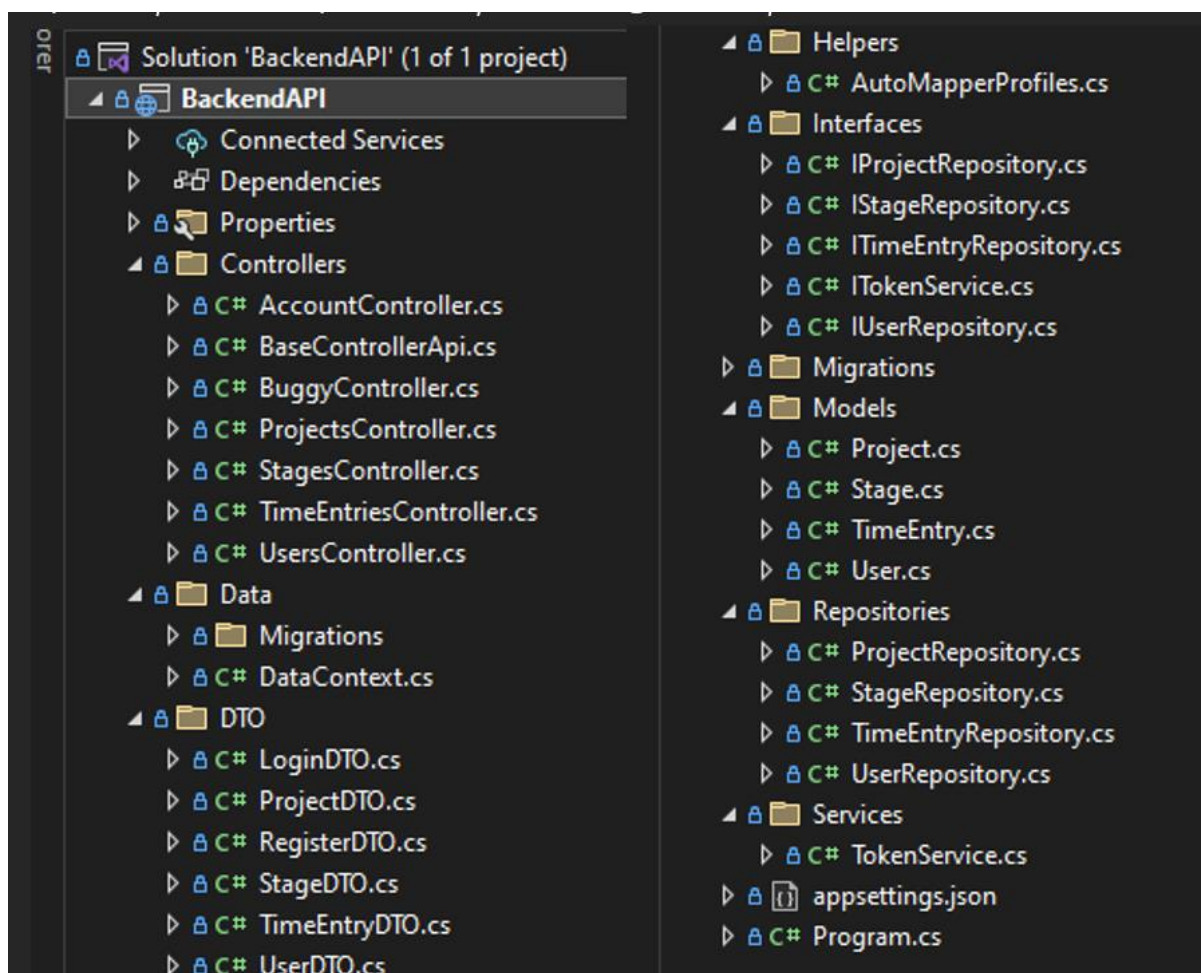 orer
Solution 'BackendAPI' (1 of 1 project)
BackendAPI
Connected Services
Dependencies
Properties
Controllers
C# AccountController.cs
C# BaseControllerApi.cs
C# BuggyController.cs
C# ProjectsController.cs
C# StagesController.cs
C# TimeEntriesController.cs
C# UsersController.cs
Data
Migrations
C# DataContext.cs
DTO
C# LoginDTO.cs
C# ProjectDTO.cs
C# RegisterDTO.cs
C# StageDTO.cs
C# TimeEntryDTO.cs
C# UserDTO.cs
Helpers
C# AutoMapperProfiles.cs
Interfaces
C# IProjectRepository.cs
C# IStageRepository.cs
C# ITimeEntryRepository.cs
C# ITokenService.cs
C# IUserRepository.cs
Migrations
Models
C# Project.cs
C# Stage.cs
C# TimeEntry.cs
C# User.cs
Repositories
C# ProjectRepository.cs
C# StageRepository.cs
C# TimeEntryRepository.cs
C# UserRepository.cs
Services
C# TokenService.cs
appsettings.json
C# Program.cs